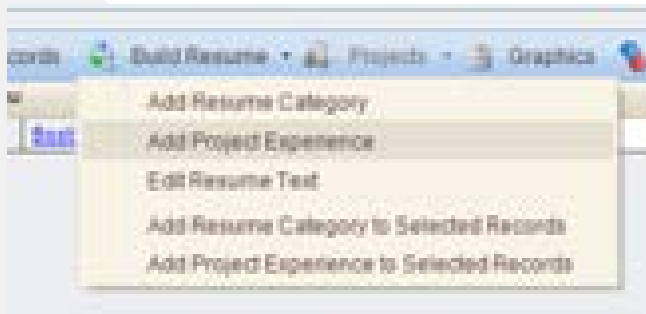 cords Build Resume Projects Graphics
Add Resume Category
Add Project Experience
Edit Resume Text
Add Resume Category to Selected Records
Add Project Experience to Selected Records